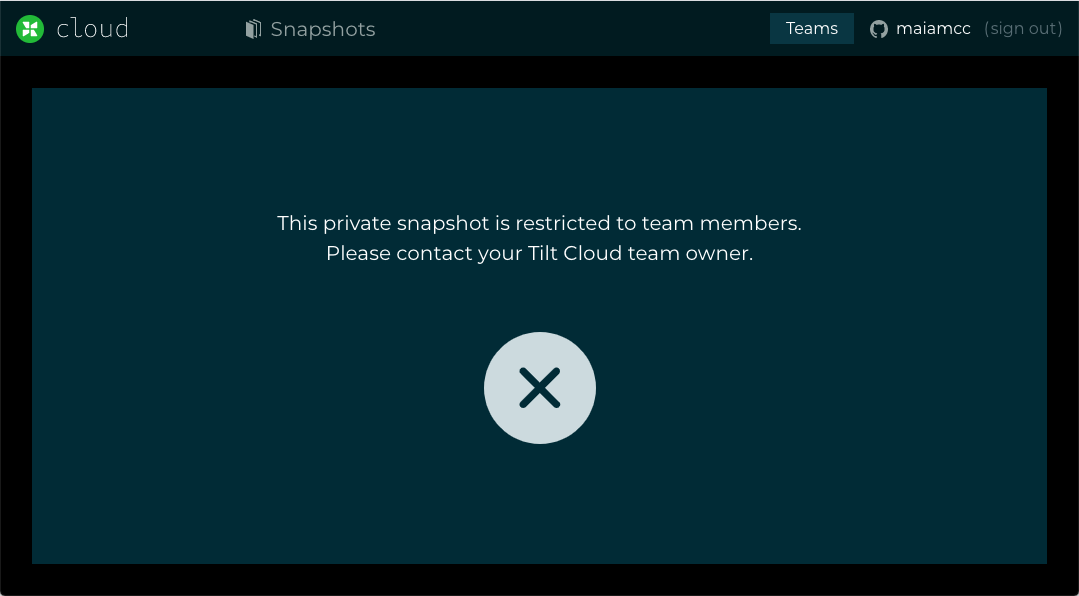 cloud
Snapshots
Teams
maiamcc
(sign out)
This private snapshot is restricted to team members.
Please contact your Tilt Cloud team owner.